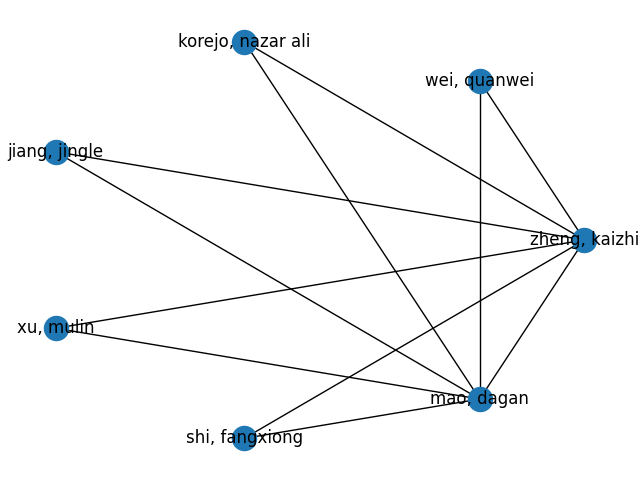 korejo, nazar ali
wei, quanwei
jiang, jingle
zheng, kaizhi
xu, mulin
mao, dagan
shi, fangxiong